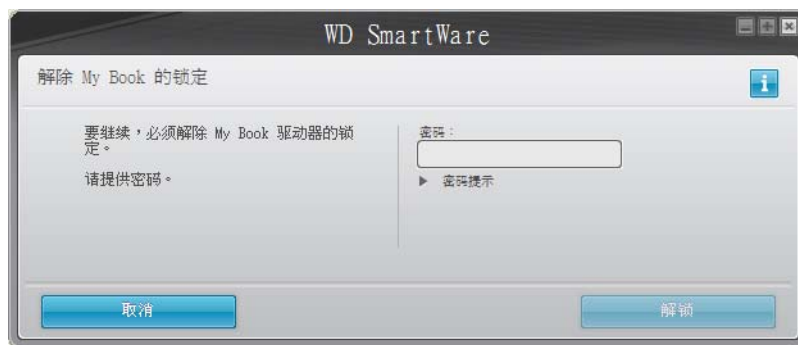 WD SmartWare
解除 My Book 的锁定
要继续，必须解除 My Book 驱动器的锁
定。
请提供密码。
密码：
▶ 密码提示
取消
解锁